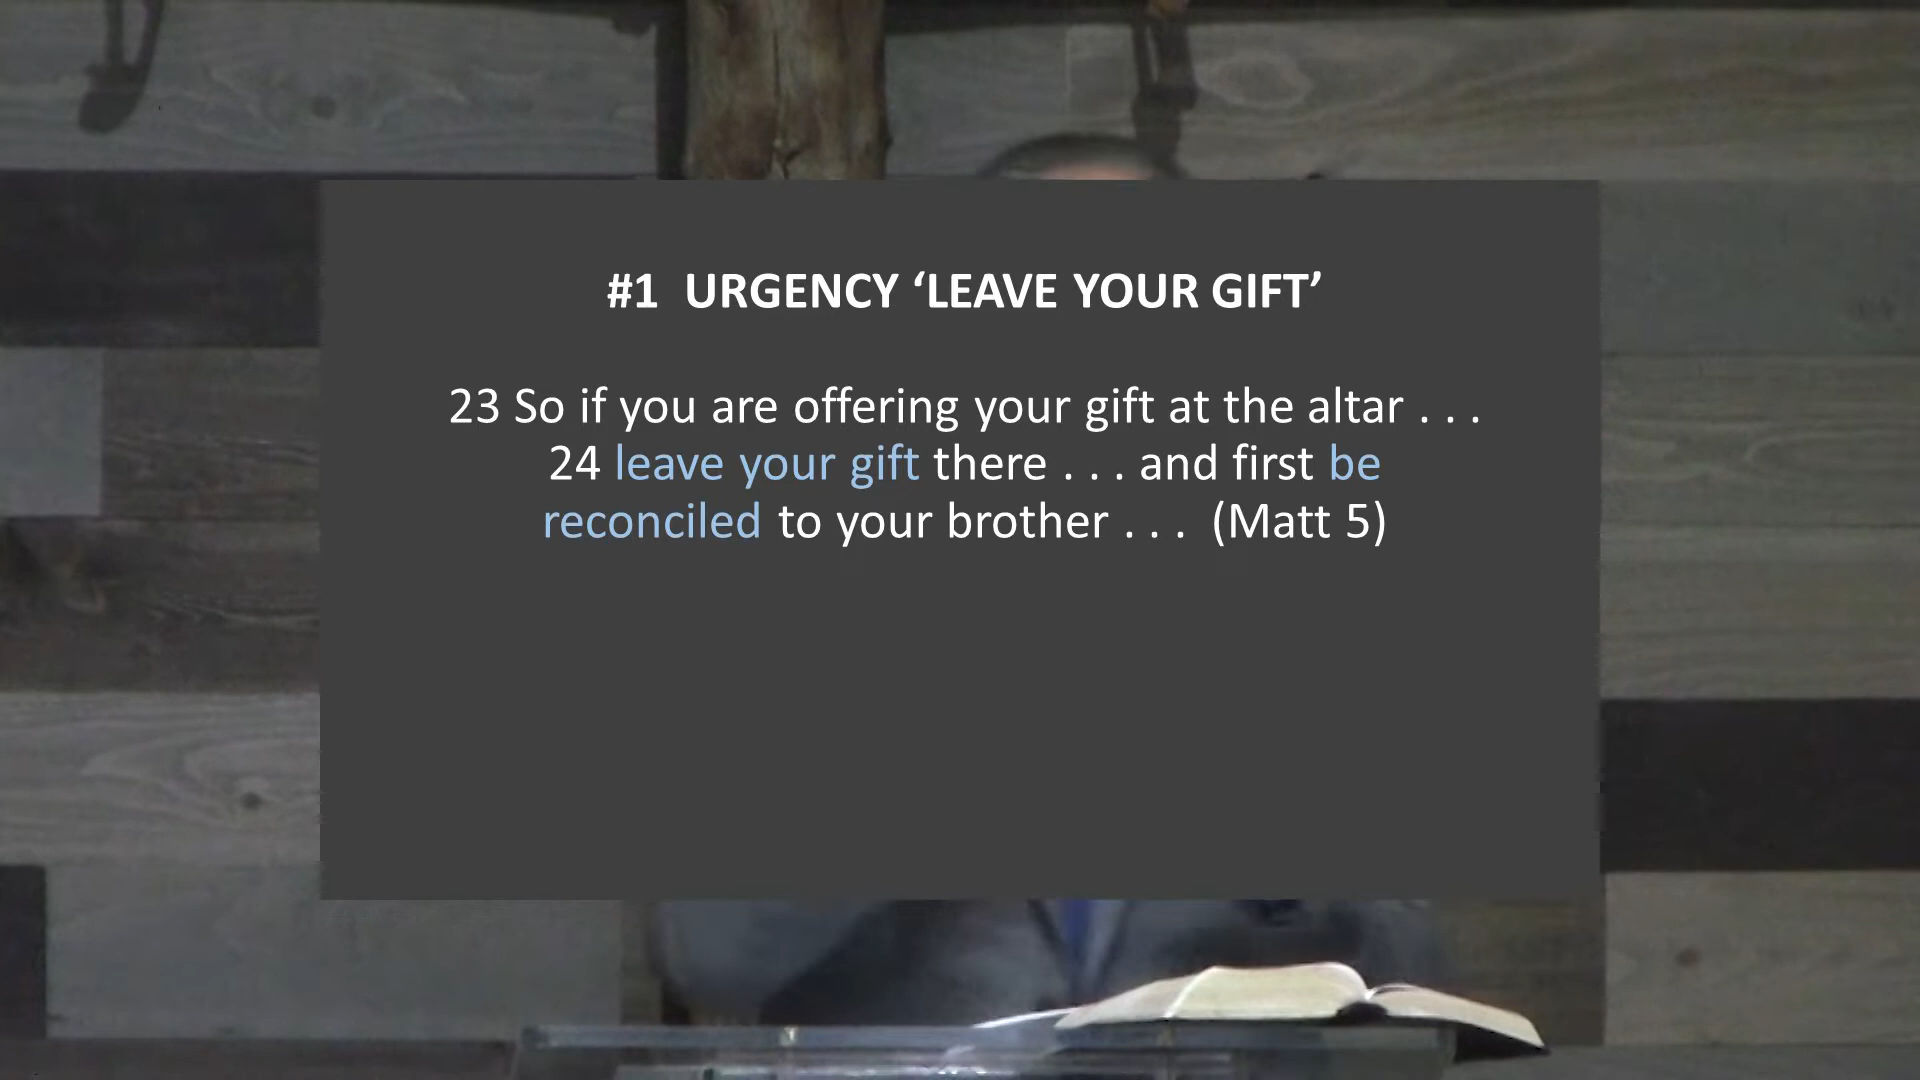 #1  URGENCY ‘LEAVE YOUR GIFT’
23 So if you are offering your gift at the altar . . .
24 leave your gift there . . . and first be
reconciled to your brother . . .  (Matt 5)